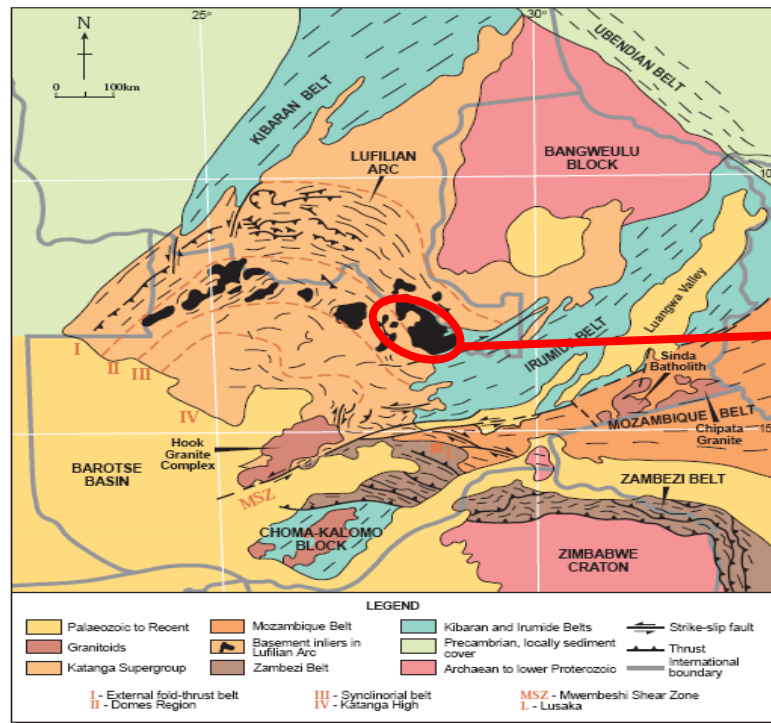 25°
30°
N
0 100km
UBENDIAN BELT
KIBARAN BELT
LUFILIAN
ARC
BANGWEULU
BLOCK
10
Luangwa Valley
IRUMIDE BELT
Sinda
Batholith
I
II
III
IV
MOZAMBIQUE BELT
Chipata
Granite
15
Hook
Granite
Complex
BAROTSE
BASIN
MSZ
ZAMBEZI BELT
CHOMA-KALOMO
BLOCK
ZIMBABWE
CRATON
LEGEND
Palaeozoic to Recent
Granitoids
Katanga Supergroup
Mozambique Belt
Basement inliers in
Lufilian Arc
Zambezi Belt
Kibaran and Irumide Belts
Precambrian, locally sediment
cover
Archaean to lower Proterozoic
Strike-slip fault
Thrust
International
boundary
I - External fold-thrust belt
II - Domes Region
III - Synclinorial belt
IV - Katanga High
MSZ - Mwembeshi Shear Zone
L - Lusaka